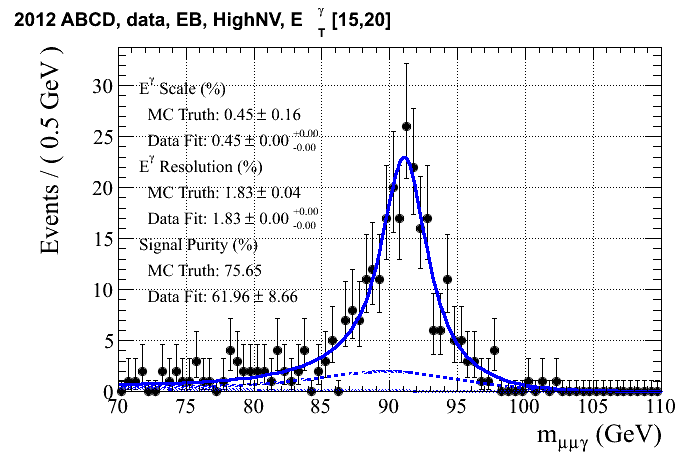 2012 ABCD, data, EB, HighNV, E_T^γ [15,20]
Events / ( 0.5 GeV )
30
25
20
15
10
5
0
E^γ Scale (%)
MC Truth: 0.45 ± 0.16
Data Fit: 0.45 ± 0.00 +0.00 -0.00
E^γ Resolution (%)
MC Truth: 1.83 ± 0.04
Data Fit: 1.83 ± 0.00 +0.00 -0.00
Signal Purity (%)
MC Truth: 75.65
Data Fit: 61.96 ± 8.66
70 75 80 85 90 95 100 105 110
m_μμγ (GeV)